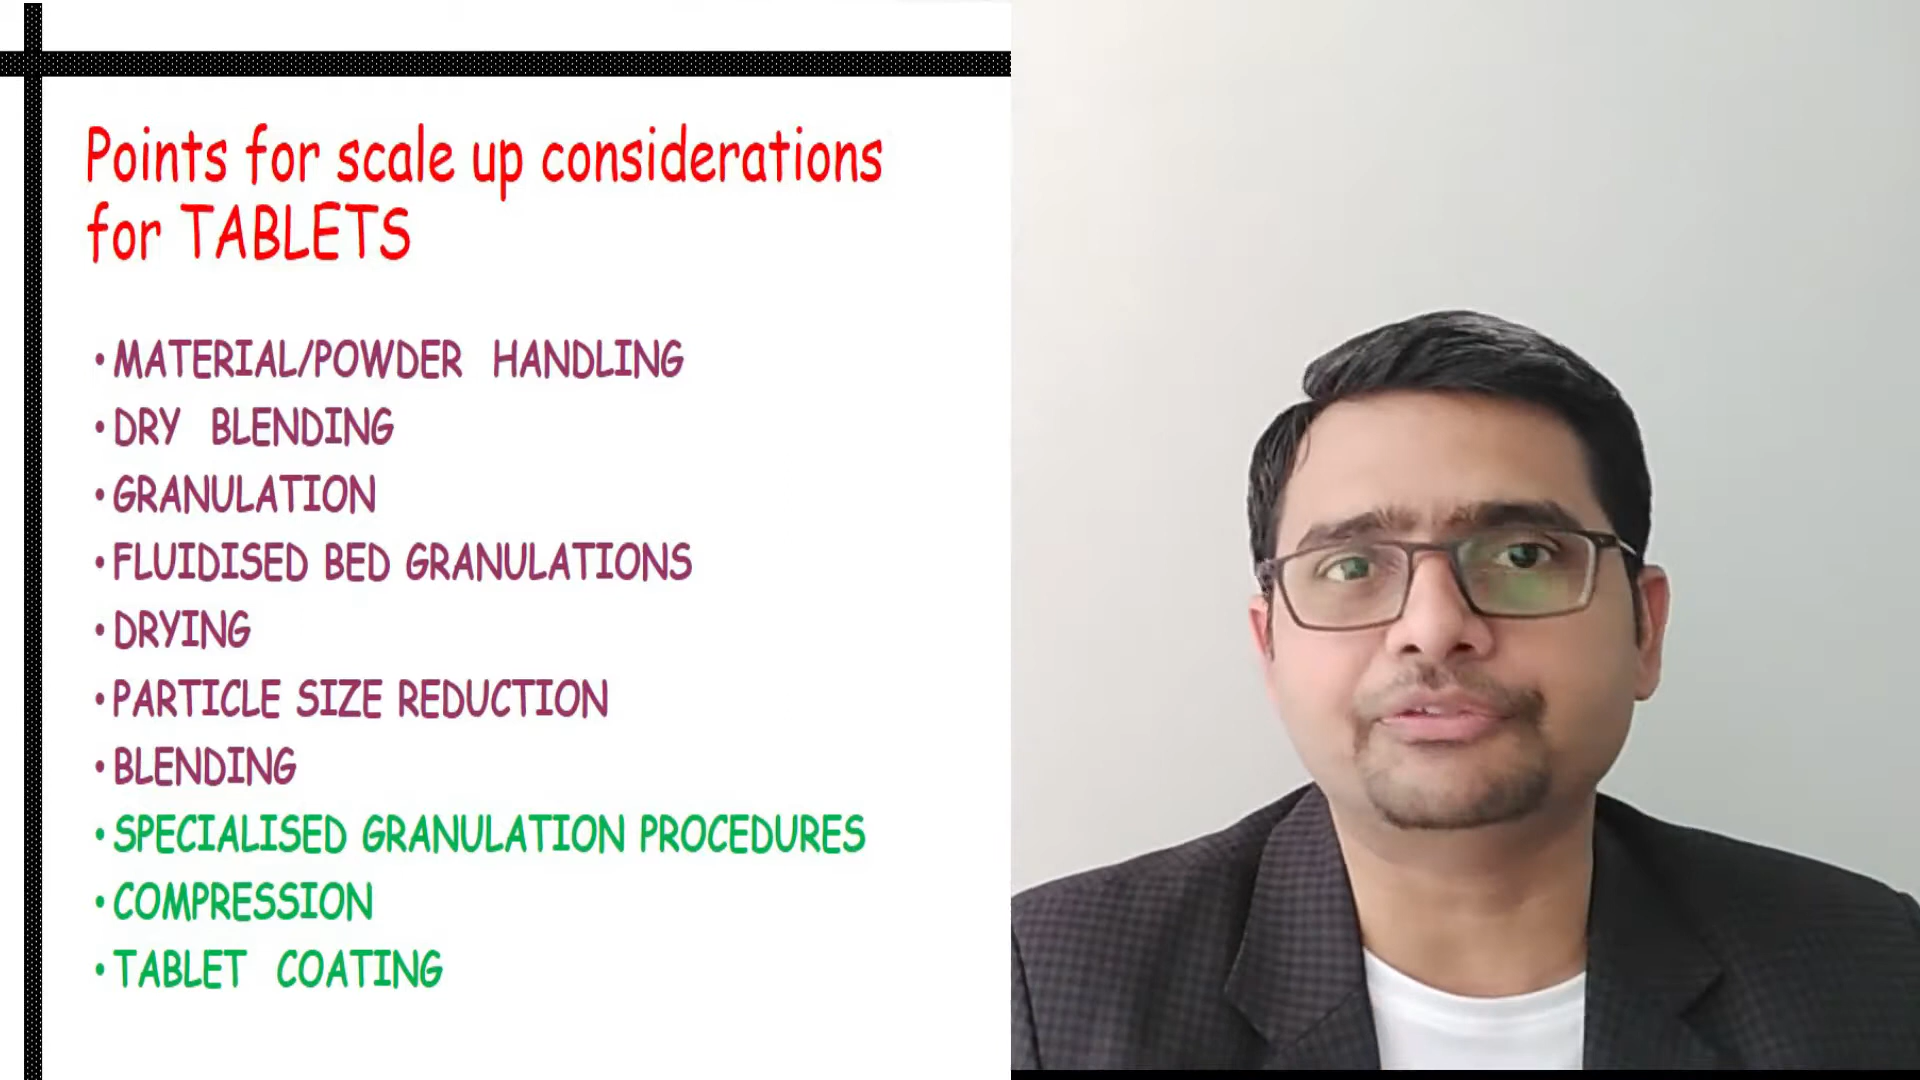 Points for scale up considerations
for TABLETS
• MATERIAL/POWDER HANDLING
• DRY BLENDING
• GRANULATION
• FLUIDISED BED GRANULATIONS
• DRYING
• PARTICLE SIZE REDUCTION
• BLENDING
• SPECIALISED GRANULATION PROCEDURES
• COMPRESSION
• TABLET COATING